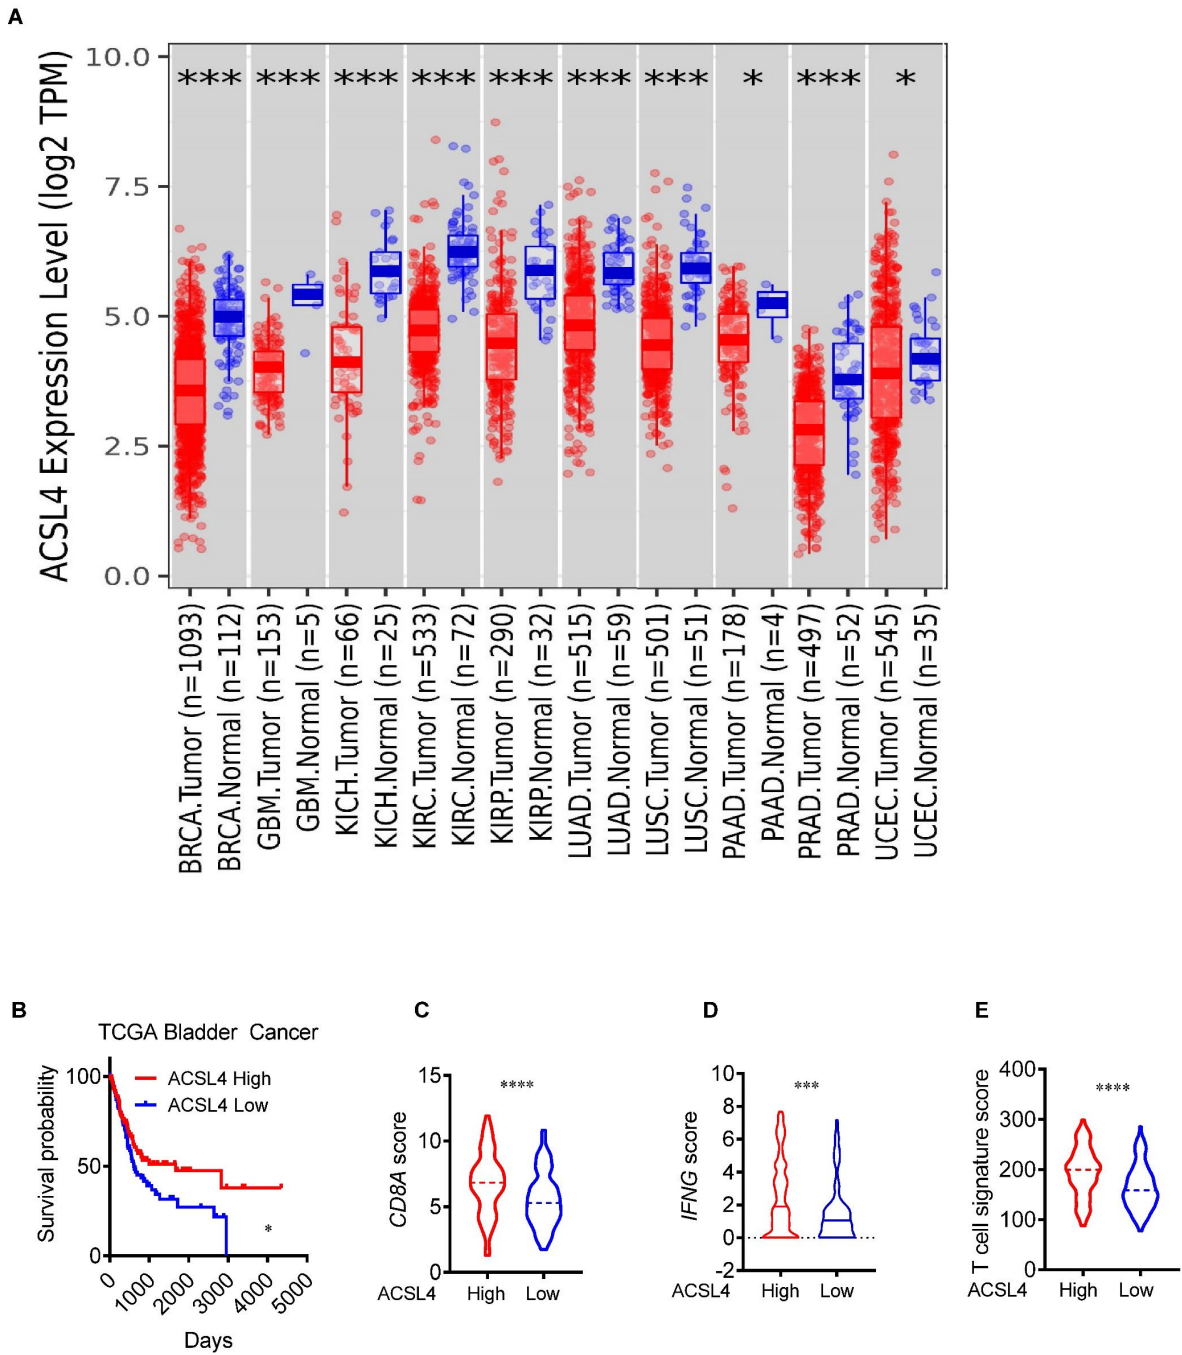 A
ACSL4 Expression Level (log2 TPM)
10.0
7.5
5.0
2.5
0.0
*** *** *** *** *** *** *** * *** *
BRCA.Tumor (n=1093)
BRCA.Normal (n=112)
GBM.Tumor (n=153)
GBM.Normal (n=5)
KICH.Tumor (n=66)
KICH.Normal (n=25)
KIRC.Tumor (n=533)
KIRC.Normal (n=72)
KIRP.Tumor (n=290)
KIRP.Normal (n=32)
LUAD.Tumor (n=515)
LUAD.Normal (n=59)
LUSC.Tumor (n=501)
LUSC.Normal (n=51)
PAAD.Tumor (n=178)
PAAD.Normal (n=4)
PRAD.Tumor (n=497)
PRAD.Normal (n=52)
UCEC.Tumor (n=545)
UCEC.Normal (n=35)
B
TCGA Bladder Cancer
Survival probability
100
50
0
ACSL4 High
ACSL4 Low
*
0 1000 2000 3000 4000 5000
Days
C
CD8A score
15
10
5
0
****
ACSL4 High Low
D
IFNG score
10
8
6
4
2
0
-2
***
ACSL4 High Low
E
T cell signature score
400
300
200
100
0
****
ACSL4 High Low